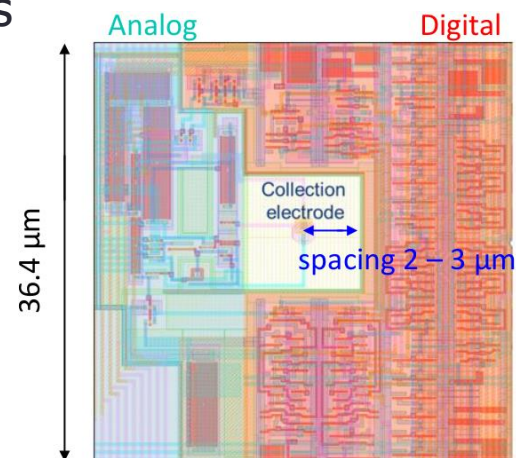 s
Analog
Digital
36.4 μm
Collection
electrode
spacing 2 – 3 μm